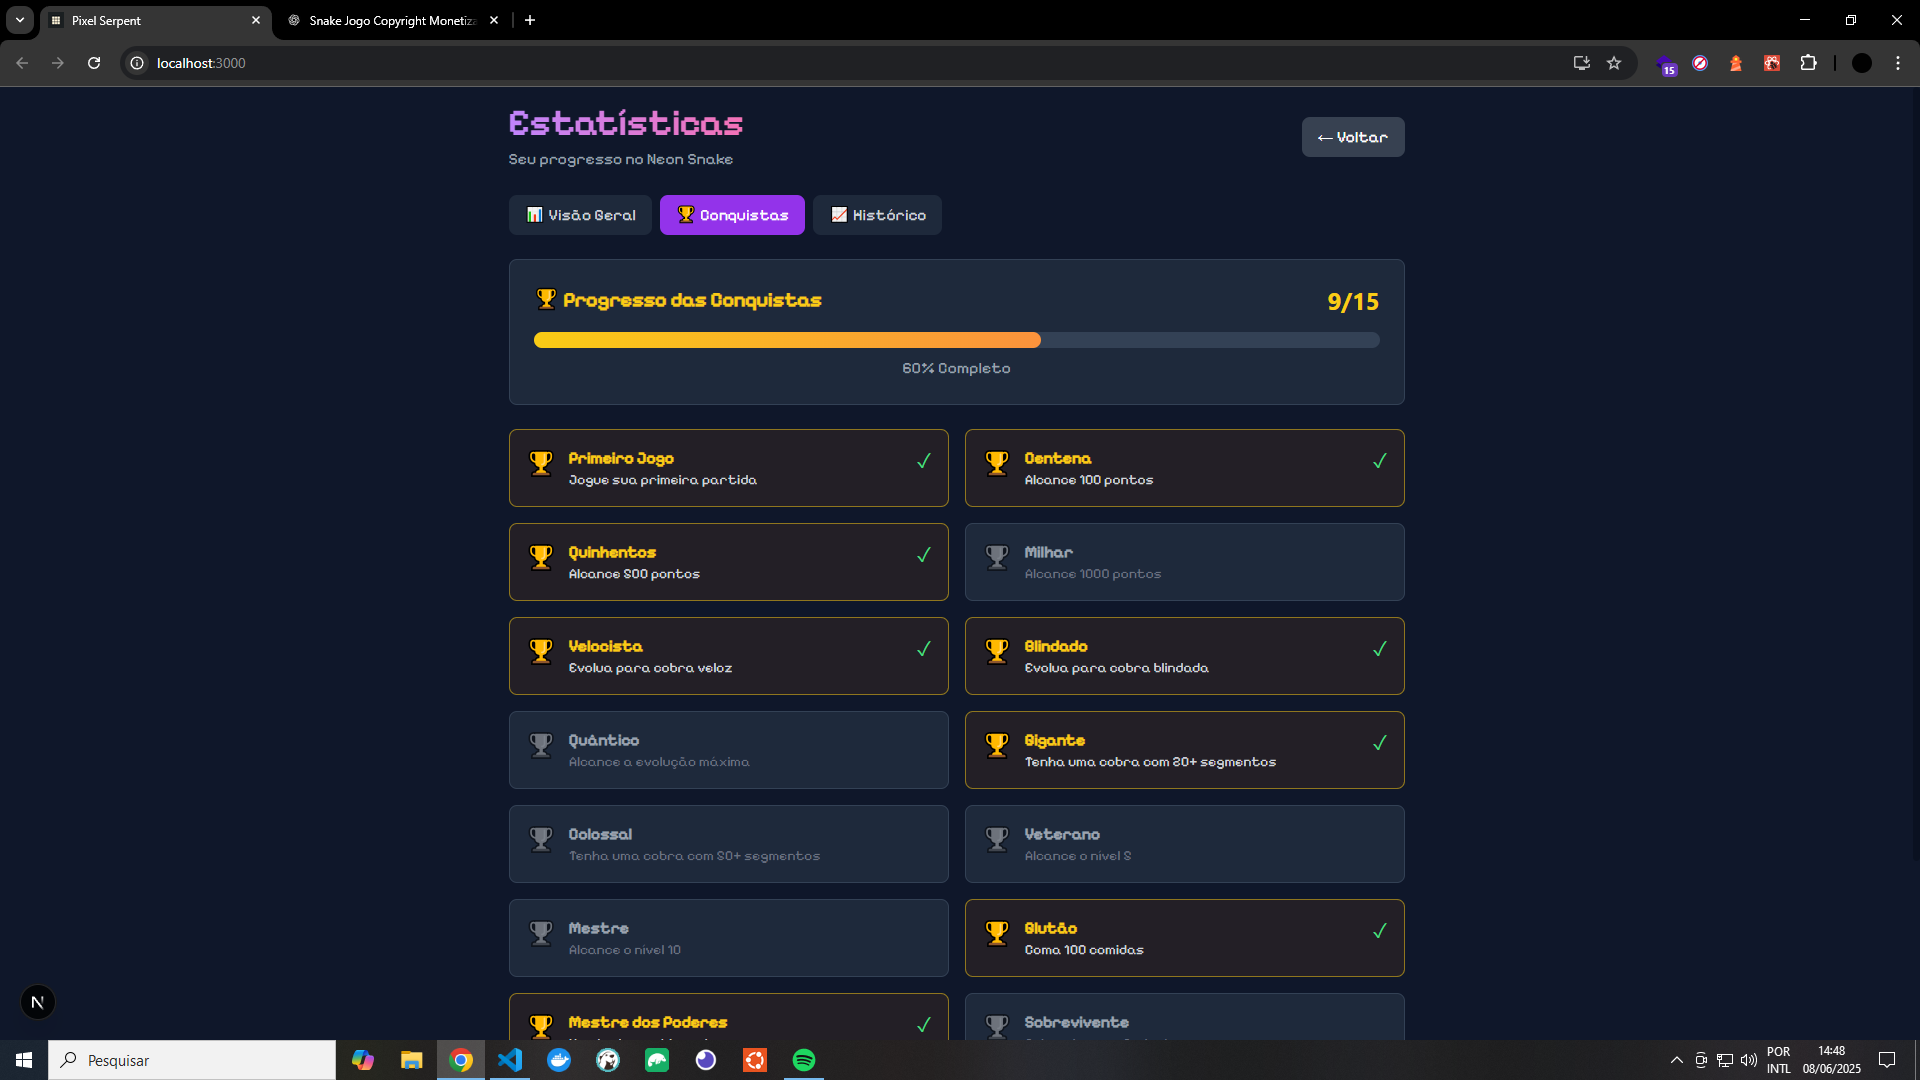 Pixel Serpent
Snake Jogo Copyright Monetiza
localhost:3000
15
Estatísticas
Seu progresso no Neon Snake
← Voltar
📊 Visão Geral
🏆 Conquistas
📈 Histórico
🏆 Progresso das Conquistas
9/15
60% Completo
Primeiro Jogo ✓
Jogue sua primeira partida
Centena ✓
Alcance 100 pontos
Quinhentos ✓
Alcance 500 pontos
Milhar
Alcance 1000 pontos
Velocista ✓
Evolua para cobra veloz
Blindado ✓
Evolua para cobra blindada
Quântico
Alcance a evolução máxima
Gigante ✓
Tenha uma cobra com 20+ segmentos
Colossal
Tenha uma cobra com 50+ segmentos
Veterano
Alcance o nível 5
Mestre
Alcance o nível 10
Glutão ✓
Coma 100 comidas
Mestre dos Poderes ✓
Sobrevivente
N
Pesquisar
POR
INTL
14:48
08/06/2025